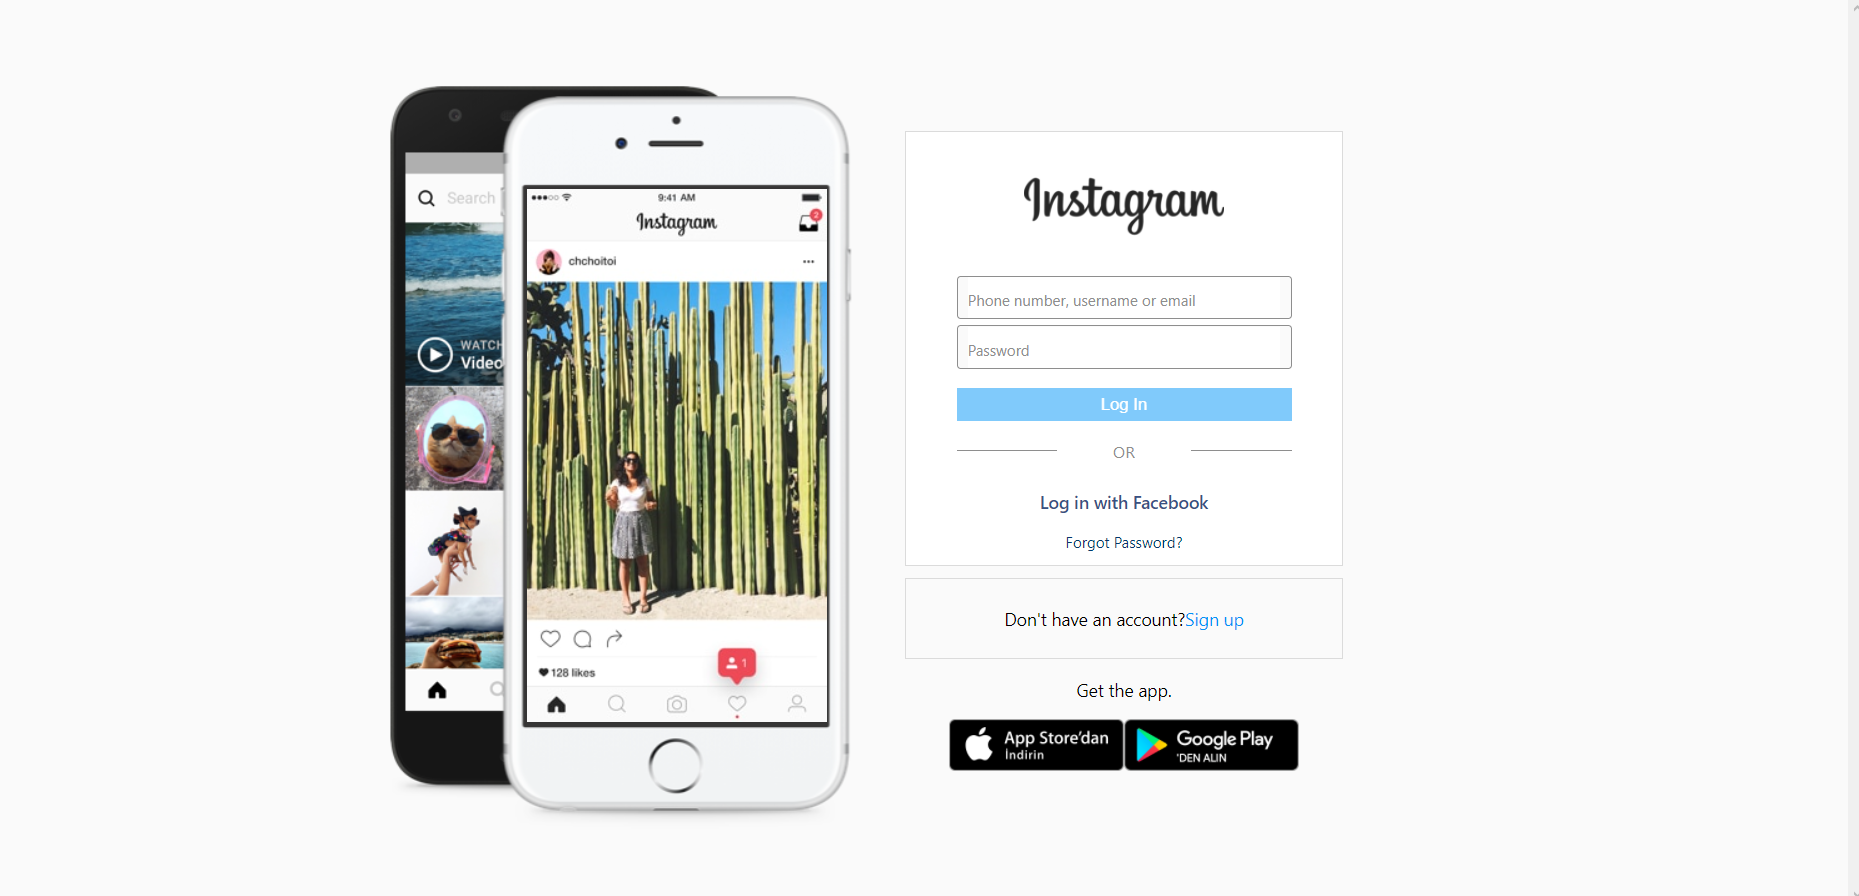 Search
WATCH
Video
9:41 AM
Instagram
2
chchoitoi
128 likes
1
Instagram
Phone number, username or email
Password
Log In
OR
Log in with Facebook
Forgot Password?
Don't have an account?Sign up
Get the app.
App Store’dan
İndirin
Google Play
'DEN ALIN